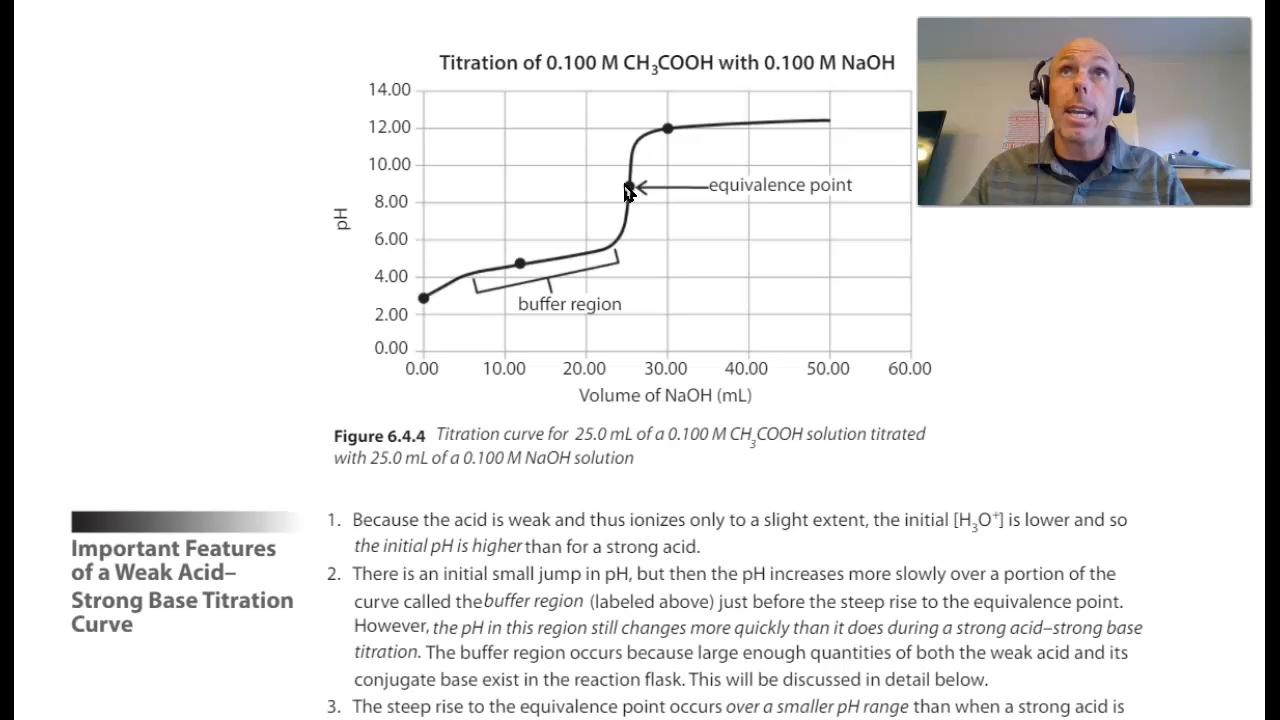 Titration of 0.100 M CH₃COOH with 0.100 M NaOH
14.00
12.00
10.00
8.00
6.00
4.00
2.00
0.00
pH
equivalence point
buffer region
0.00 10.00 20.00 30.00 40.00 50.00 60.00
Volume of NaOH (mL)
Figure 6.4.4 Titration curve for 25.0 mL of a 0.100 M CH₃COOH solution titrated
with 25.0 mL of a 0.100 M NaOH solution
Important Features
of a Weak Acid–
Strong Base Titration
Curve
1. Because the acid is weak and thus ionizes only to a slight extent, the initial [H₃O⁺] is lower and so
the initial pH is higher than for a strong acid.
2. There is an initial small jump in pH, but then the pH increases more slowly over a portion of the
curve called the buffer region (labeled above) just before the steep rise to the equivalence point.
However, the pH in this region still changes more quickly than it does during a strong acid–strong base
titration. The buffer region occurs because large enough quantities of both the weak acid and its
conjugate base exist in the reaction flask. This will be discussed in detail below.
3. The steep rise to the equivalence point occurs over a smaller pH range than when a strong acid is